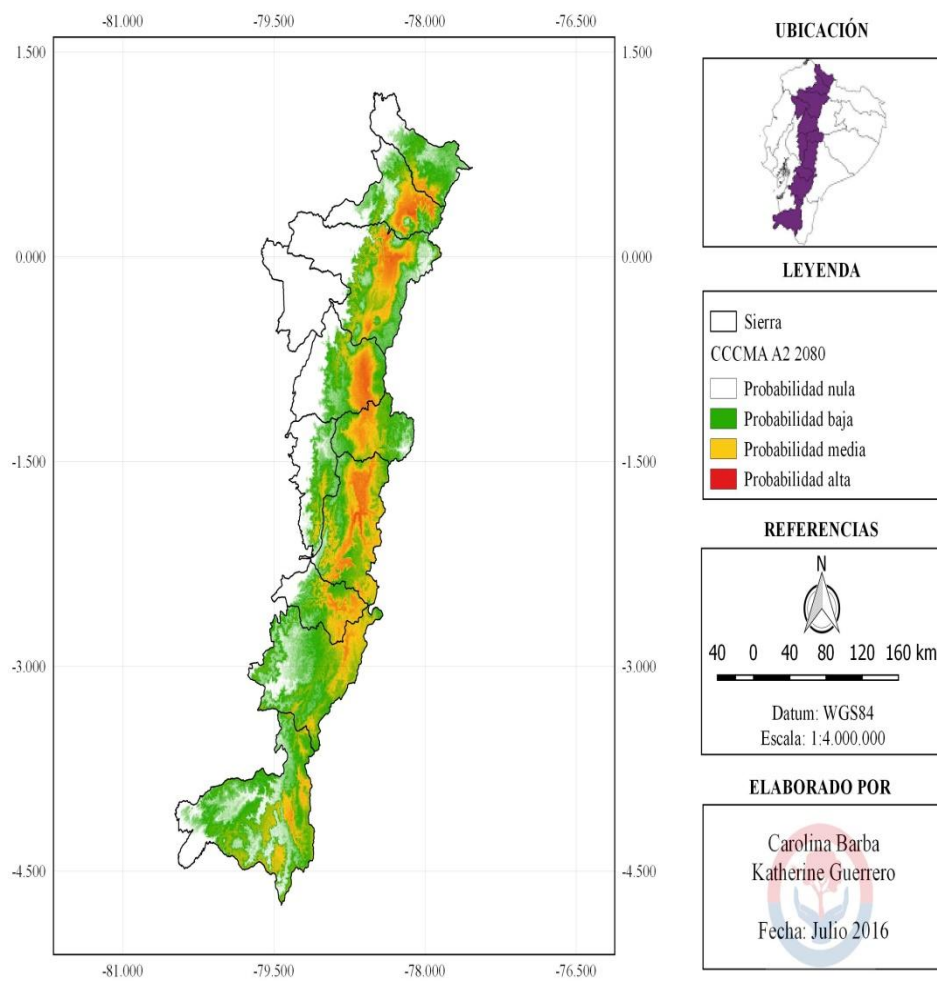 -81.000 -79.500 -78.000 -76.500
1.500 1.500
0.000 0.000
-1.500 -1.500
-3.000 -3.000
-4.500 -4.500
-81.000 -79.500 -78.000 -76.500
UBICACIÓN
LEYENDA
Sierra
CCCMA A2 2080
Probabilidad nula
Probabilidad baja
Probabilidad media
Probabilidad alta
REFERENCIAS
N
40 0 40 80 120 160 km
Datum: WGS84
Escala: 1:4.000.000
ELABORADO POR
Carolina Barba
Katherine Guerrero
Fecha: Julio 2016